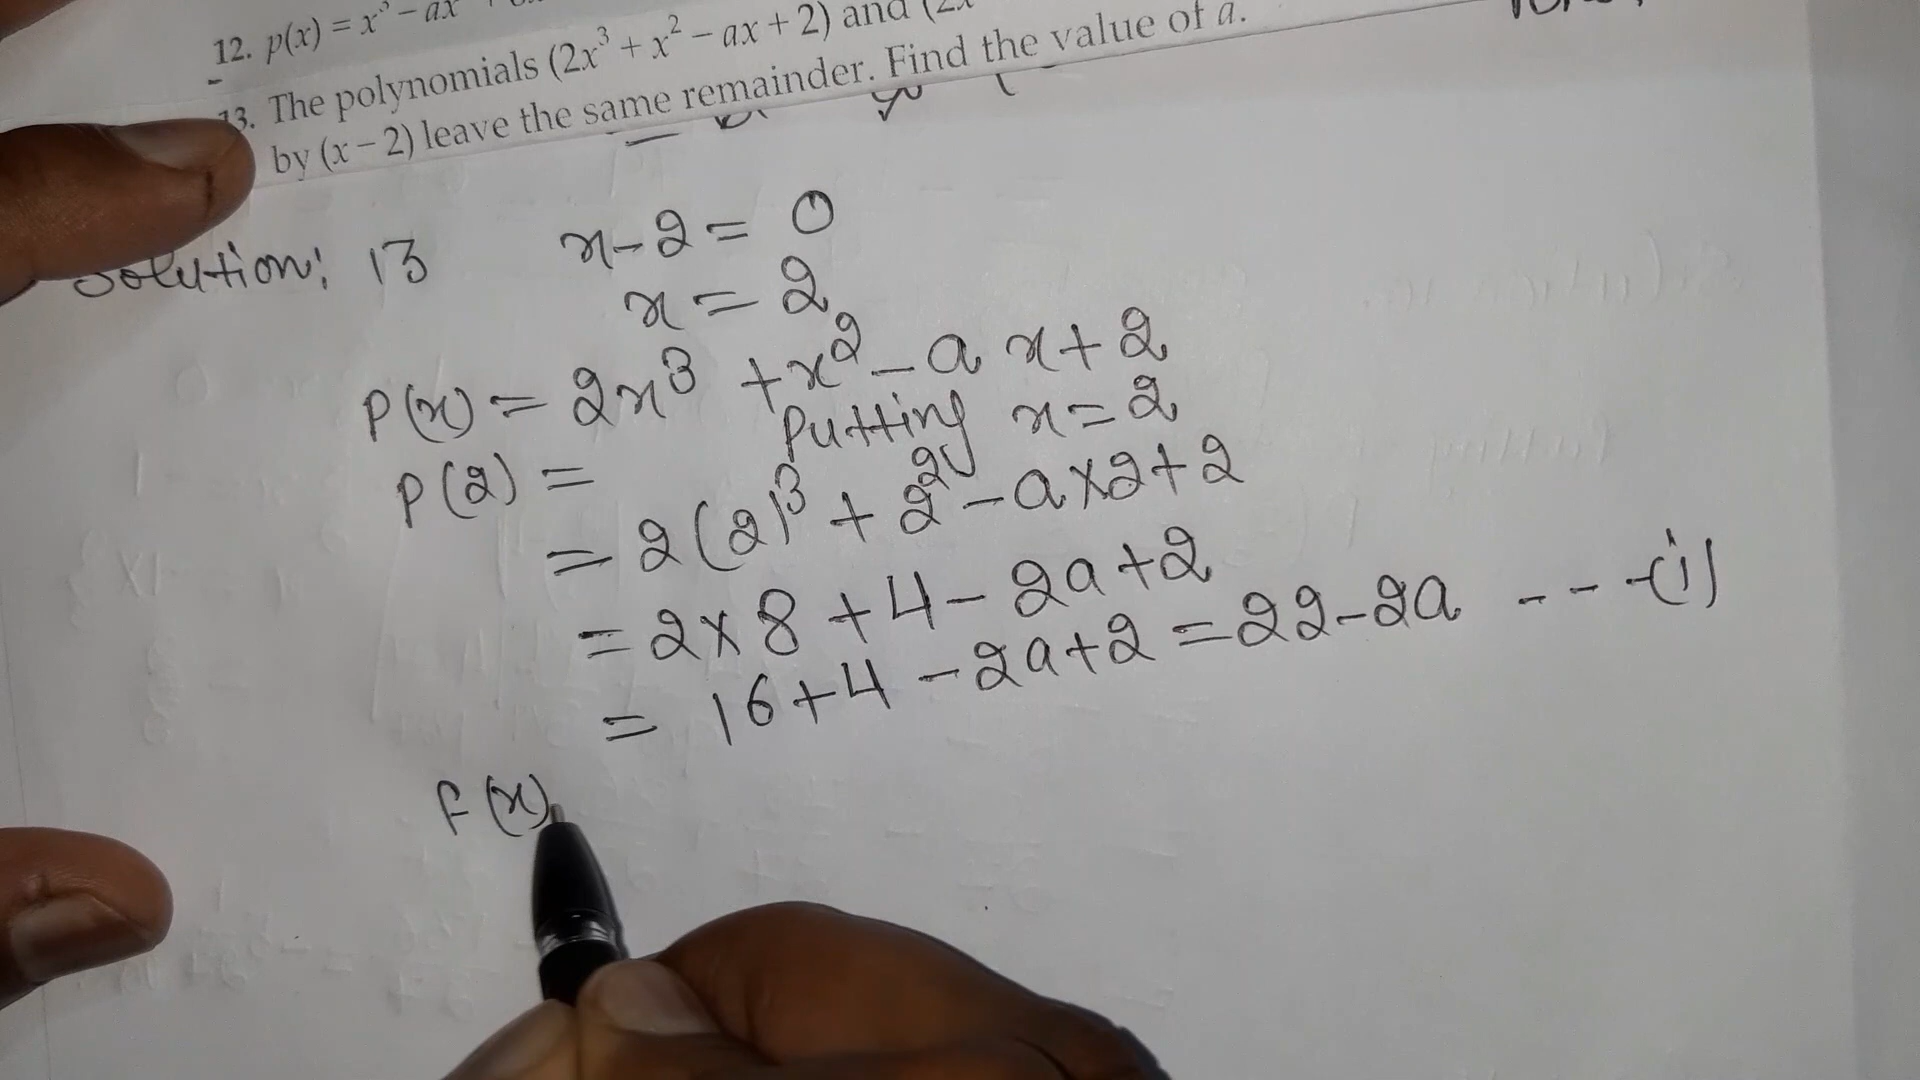 12. p(x) = x³ – ax
13. The polynomials (2x³ + x² – ax + 2) and (2x
by (x – 2) leave the same remainder. Find the value of a.
Solution: 13 x-2= 0
x = 2
P(x) = 2x³ + x² - a x + 2
Putting x = 2
P(2) =
= 2(2)³ + 2² - a×2+2
= 2×8+4- 2a+2
= 16+4 -2a+2 = 22-2a - - - (i)
F(x)